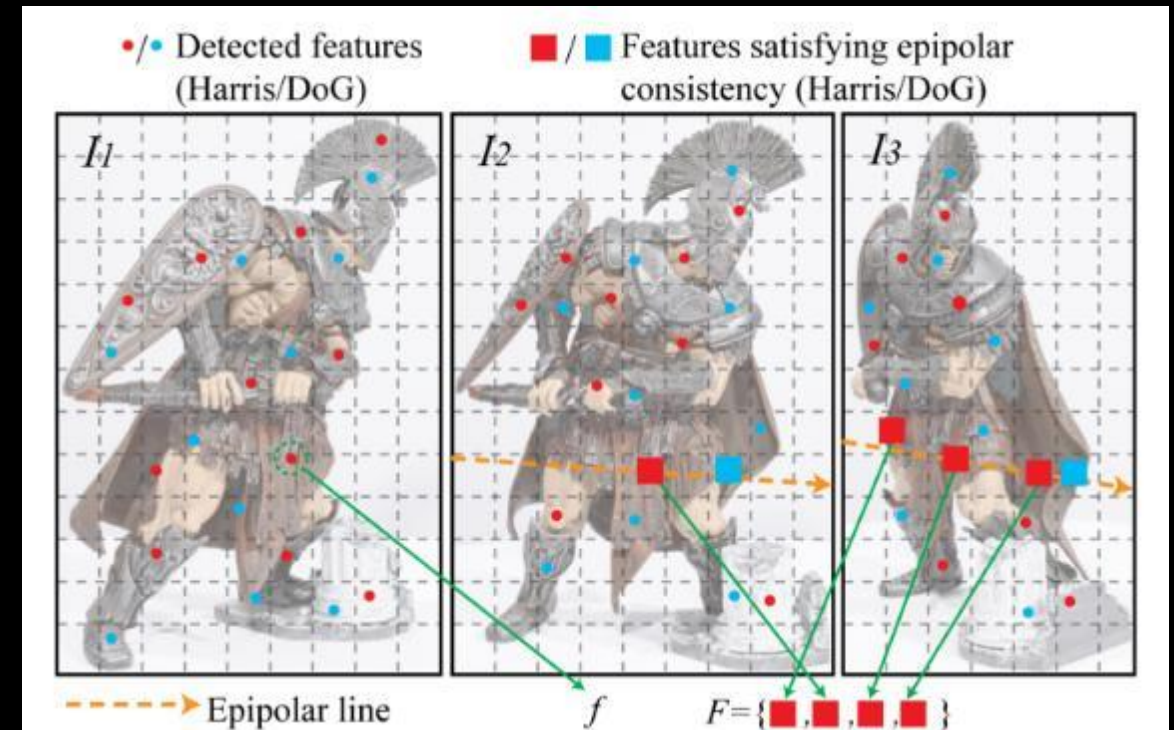 •/• Detected features
(Harris/DoG)
■ / ■ Features satisfying epipolar
consistency (Harris/DoG)
I1
I2
I3
Epipolar line
f
F={■,■,■,■}